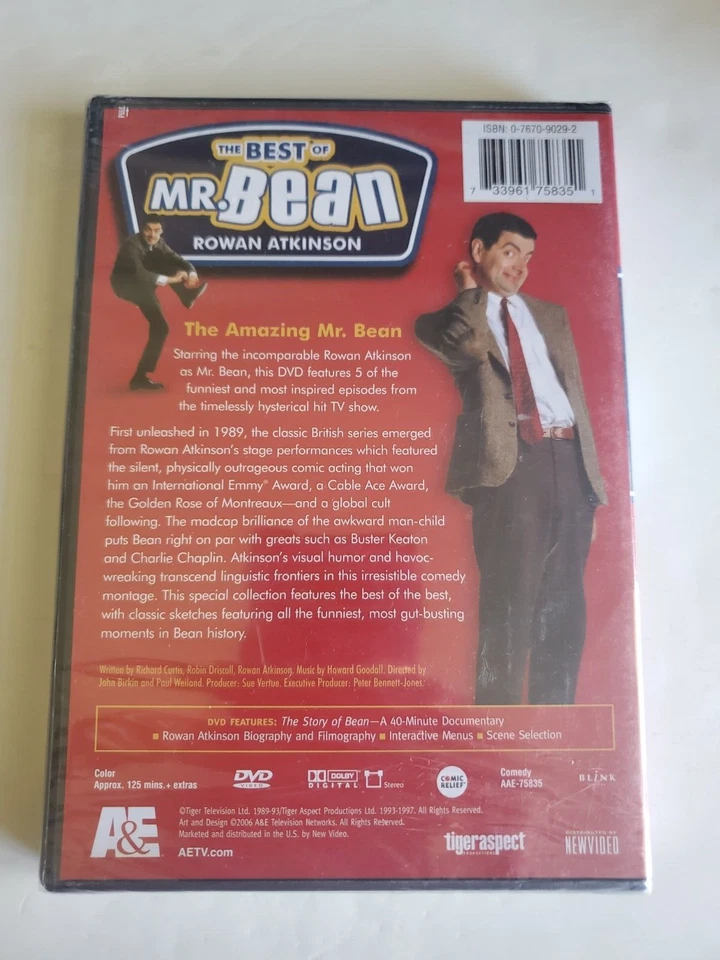 THE BEST OF
MR. Bean
ROWAN ATKINSON
ISBN: 0-7670-9029-2
7 33961 75835 1
The Amazing Mr. Bean
Starring the incomparable Rowan Atkinson
as Mr. Bean, this DVD features 5 of the
funniest and most inspired episodes from
the timelessly hysterical hit TV show.
First unleashed in 1989, the classic British series emerged
from Rowan Atkinson's stage performances which featured
the silent, physically outrageous comic acting that won
him an International Emmy® Award, a Cable Ace Award,
the Golden Rose of Montreaux—and a global cult
following. The madcap brilliance of the awkward man-child
puts Bean right on par with greats such as Buster Keaton
and Charlie Chaplin. Atkinson's visual humor and havoc-
wreaking transcend linguistic frontiers in this irresistible comedy
montage. This special collection features the best of the best,
with classic sketches featuring all the funniest, most gut-busting
moments in Bean history.
Written by Richard Curtis, Robin Driscoll, Rowan Atkinson. Music by Howard Goodall. Directed by
John Birkin and Paul Weiland. Producer: Sue Vertue. Executive Producer: Peter Bennett-Jones.
DVD FEATURES: The Story of Bean—A 40-Minute Documentary
■ Rowan Atkinson Biography and Filmography ■ Interactive Menus ■ Scene Selection
Color
Approx. 125 mins. + extras
DVD
VIDEO
DOLBY
DIGITAL
Stereo
COMIC
RELIEF
Comedy
AAE-75835
BLINK
©Tiger Television Ltd. 1989-93/Tiger Aspect Productions Ltd. 1993-1997. All Rights Reserved.
Art and Design ©2006 A&E Television Networks. All Rights Reserved.
Marketed and distributed in the U.S. by New Video.
A&E
AETV.com
tigeraspect
PRODUCTIONS
DISTRIBUTED BY
NEWVIDEO